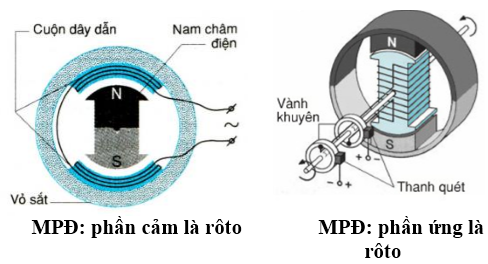 Cuộn dây dẫn
Nam châm
điện
N
S
~
Vỏ sắt
MPĐ: phần cảm là rôto
N
S
Vành
khuyên
- +
+ -
Thanh quét
MPĐ: phần ứng là
rôto